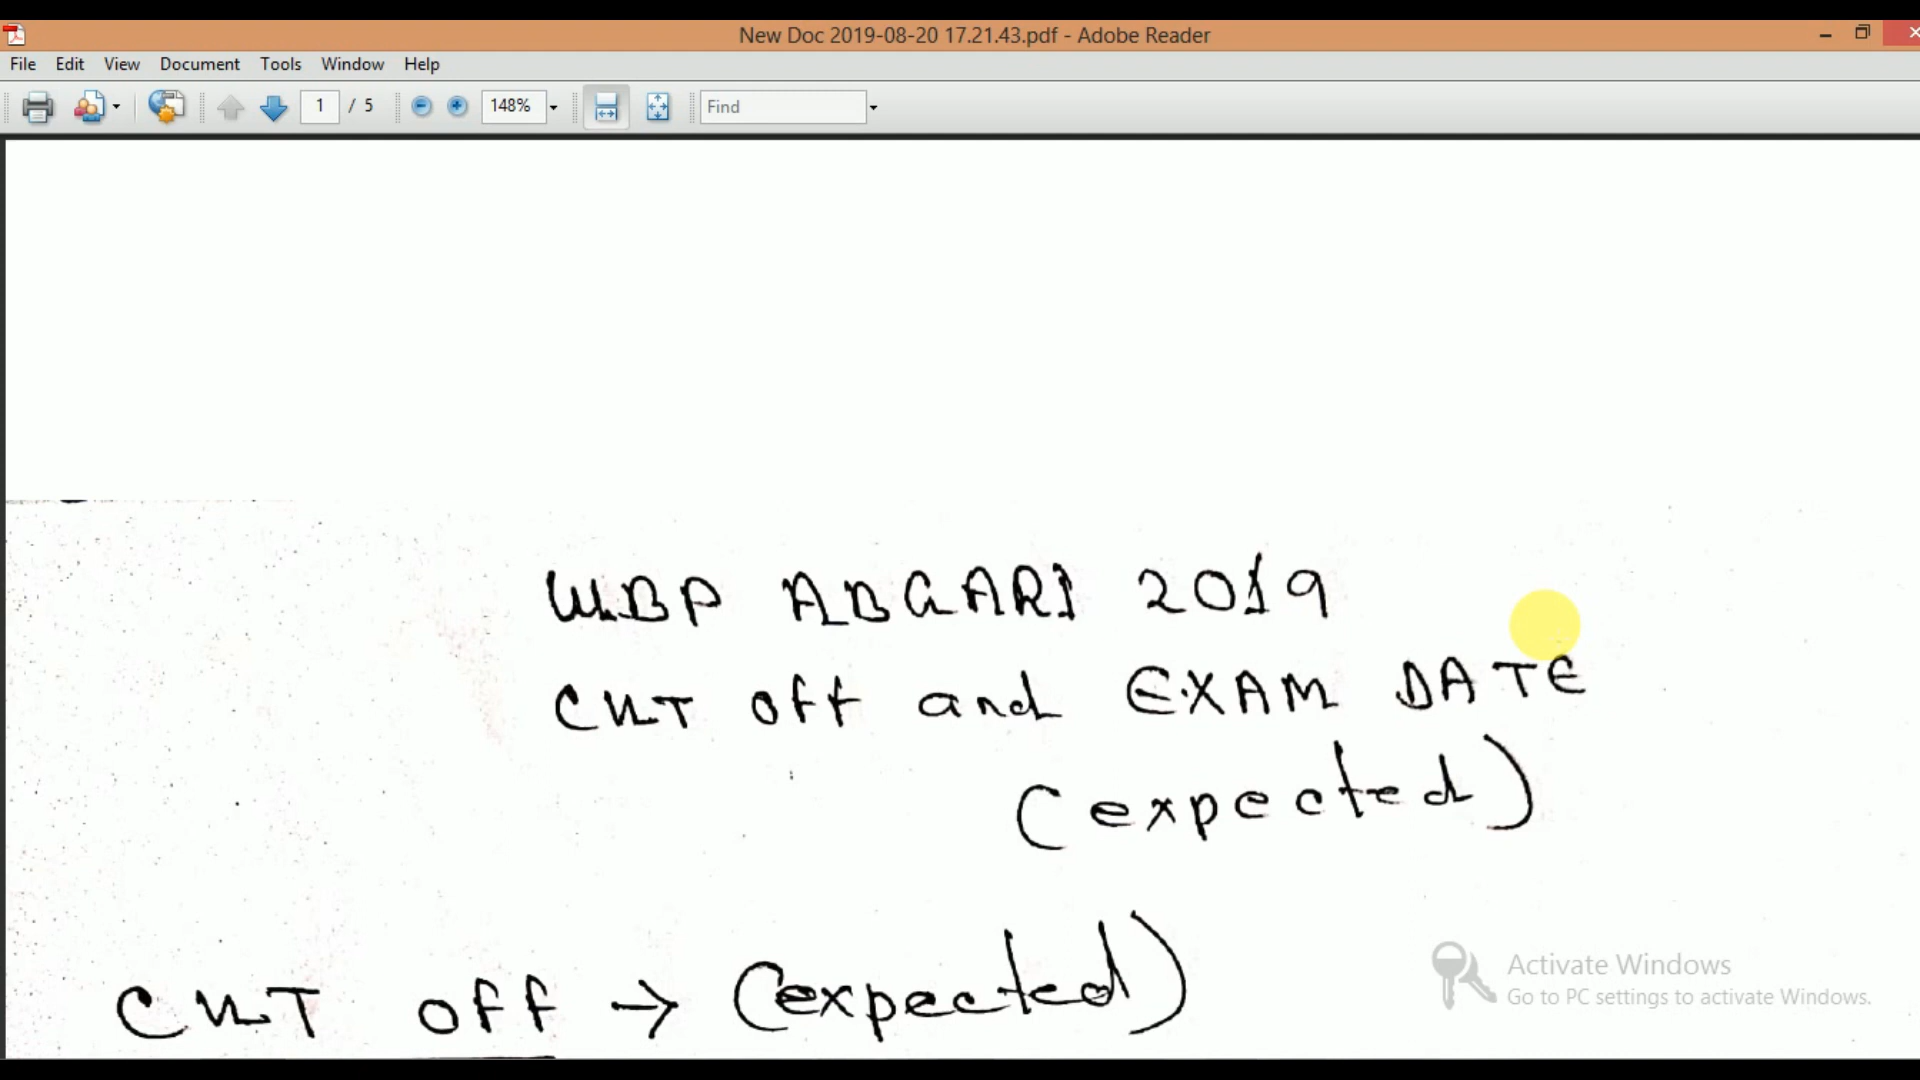 New Doc 2019-08-20 17.21.43.pdf - Adobe Reader
File Edit View Document Tools Window Help
1 / 5 148% Find
WBP ABGARI 2019
CUT off and EXAM DATE
(expected)
CUT off → (expected)
Activate Windows
Go to PC settings to activate Windows.